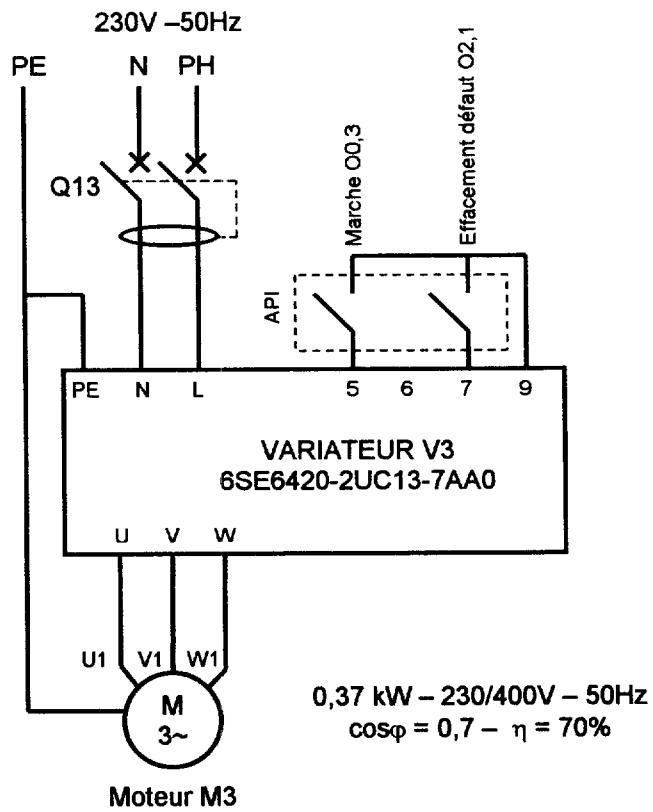 230V –50Hz
PE N PH
Q13
Marche O0,3
Effacement défaut O2,1
API
PE N L 5 6 7 9
VARIATEUR V3
6SE6420-2UC13-7AA0
U V W
U1 V1 W1
M
3~
0,37 kW – 230/400V – 50Hz
cosφ = 0,7 – η = 70%
Moteur M3